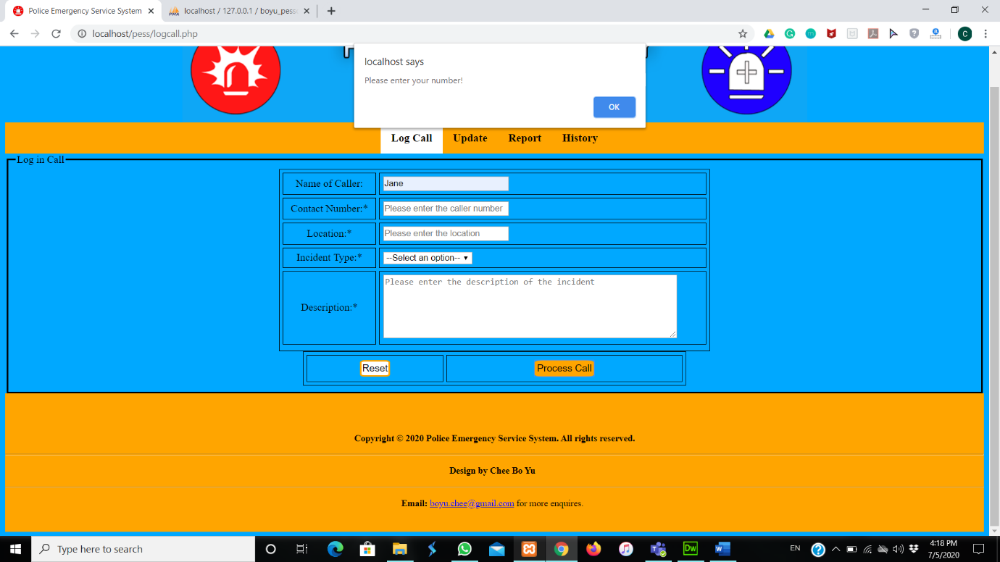 Police Emergency Service System
localhost / 127.0.0.1 / boyu_pess
localhost/pess/logcall.php
C
localhost says
Please enter your number!
OK
Log Call Update Report History
Log in Call
Name of Caller: Jane
Contact Number:* Please enter the caller number
Location:* Please enter the location
Incident Type:* --Select an option--
Description:* Please enter the description of the incident
Reset Process Call
Copyright © 2020 Police Emergency Service System. All rights reserved.
Design by Chee Bo Yu
Email: boyu.chee@gmail.com for more enquires.
Type here to search
EN
4:18 PM
7/5/2020